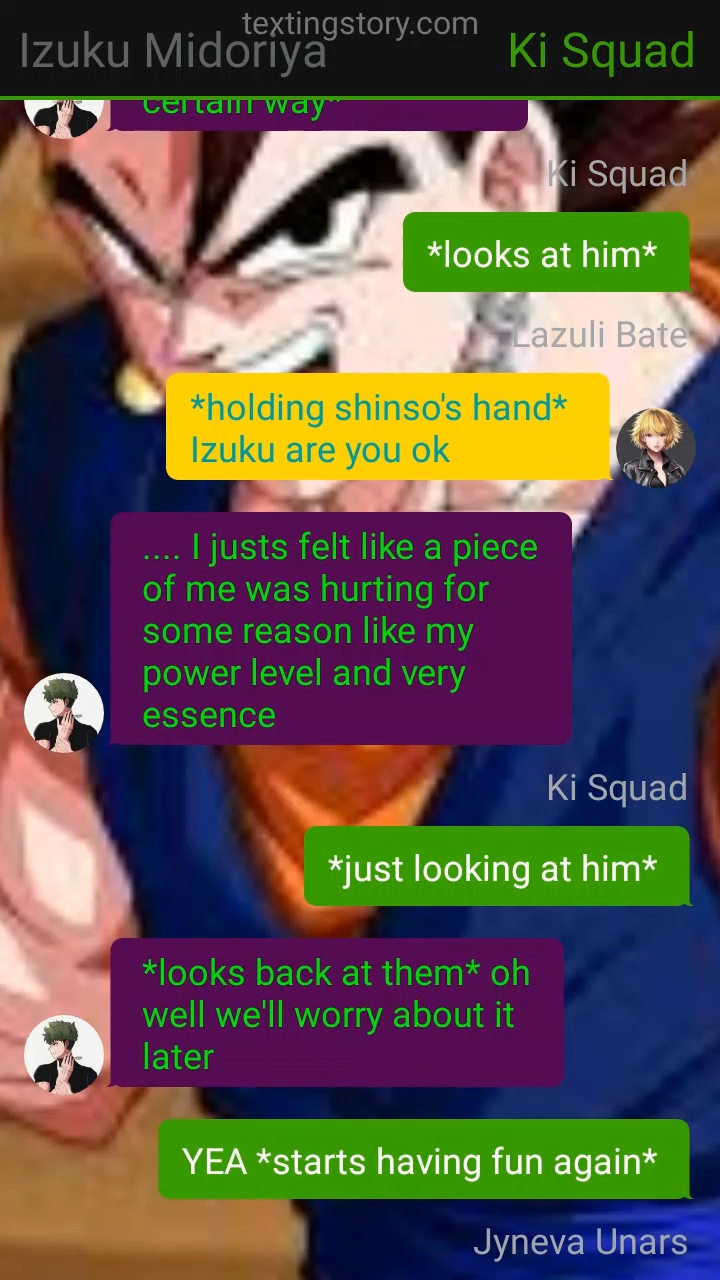 textingstory.com
Izuku Midoriya
Ki Squad
certain way*
Ki Squad
*looks at him*
Lazuli Bate
*holding shinso's hand*
Izuku are you ok
.... I justs felt like a piece
of me was hurting for
some reason like my
power level and very
essence
Ki Squad
*just looking at him*
*looks back at them* oh
well we'll worry about it
later
YEA *starts having fun again*
Jyneva Unars